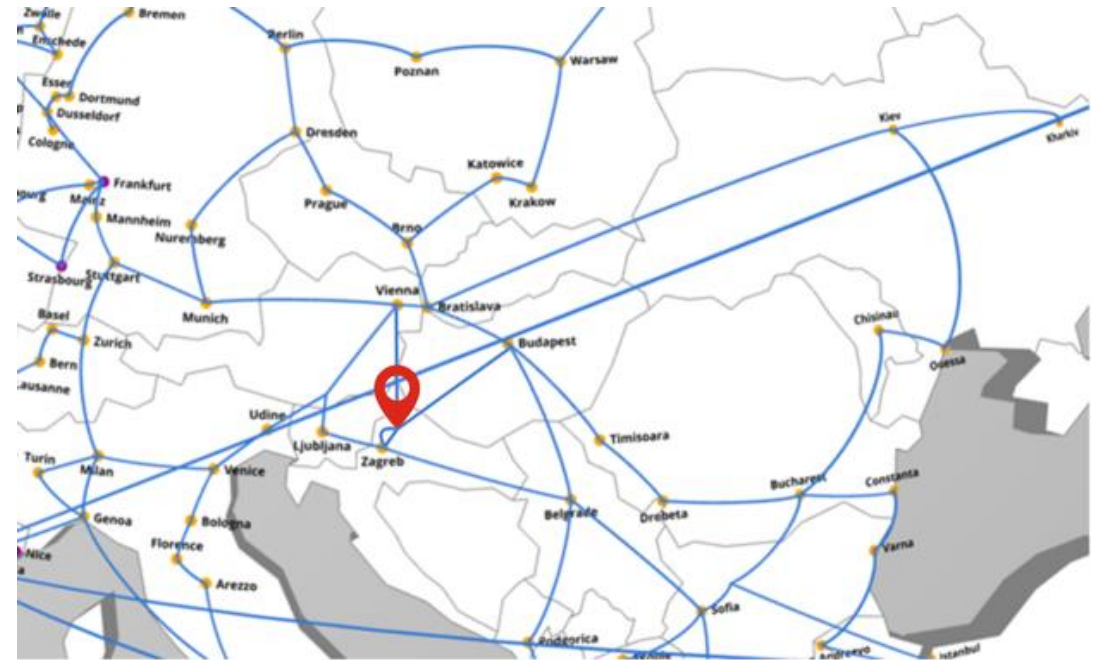 Zwolle
Bremen
Enschede
Berlin
Poznan
Warsaw
Essen
Dortmund
Dusseldorf
Cologne
Dresden
Kiev
Kharkiv
Katowice
Krakow
Frankfurt
Mainz
Mannheim
Prague
Nuremberg
Brno
Strasbourg
Stuttgart
Vienna
Bratislava
Munich
Basel
Zurich
Bern
Lausanne
Budapest
Chisinau
Odessa
Udine
Ljubljana
Zagreb
Timisoara
Turin
Milan
Venice
Bucharest
Constanta
Belgrade
Drebeta
Genoa
Bologna
Florence
Nice
Arezzo
Varna
Sofia
Podgorica
Istanbul